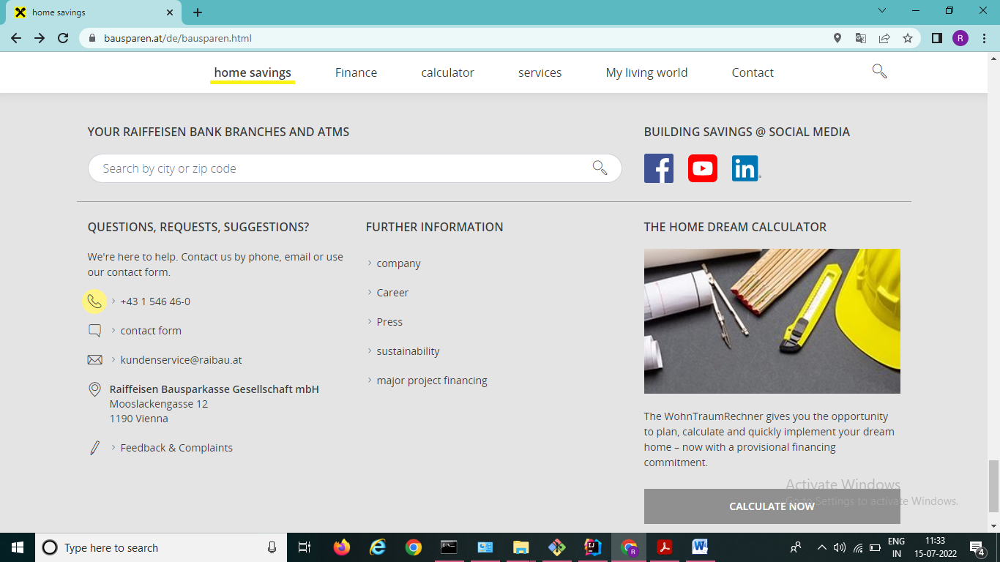 home savings
bausparen.at/de/bausparen.html
R
home savings Finance calculator services My living world Contact
YOUR RAIFFEISEN BANK BRANCHES AND ATMS
Search by city or zip code
BUILDING SAVINGS @ SOCIAL MEDIA
f
in
QUESTIONS, REQUESTS, SUGGESTIONS?
We're here to help. Contact us by phone, email or use
our contact form.
+43 1 546 46-0
contact form
kundenservice@raibau.at
Raiffeisen Bausparkasse Gesellschaft mbH
Mooslackengasse 12
1190 Vienna
Feedback & Complaints
FURTHER INFORMATION
company
Career
Press
sustainability
major project financing
THE HOME DREAM CALCULATOR
The WohnTraumRechner gives you the opportunity
to plan, calculate and quickly implement your dream
home – now with a provisional financing
commitment.
CALCULATE NOW
Activate Windows
Go to Settings to activate Windows.
Type here to search
ENG
IN
11:33
15-07-2022
4